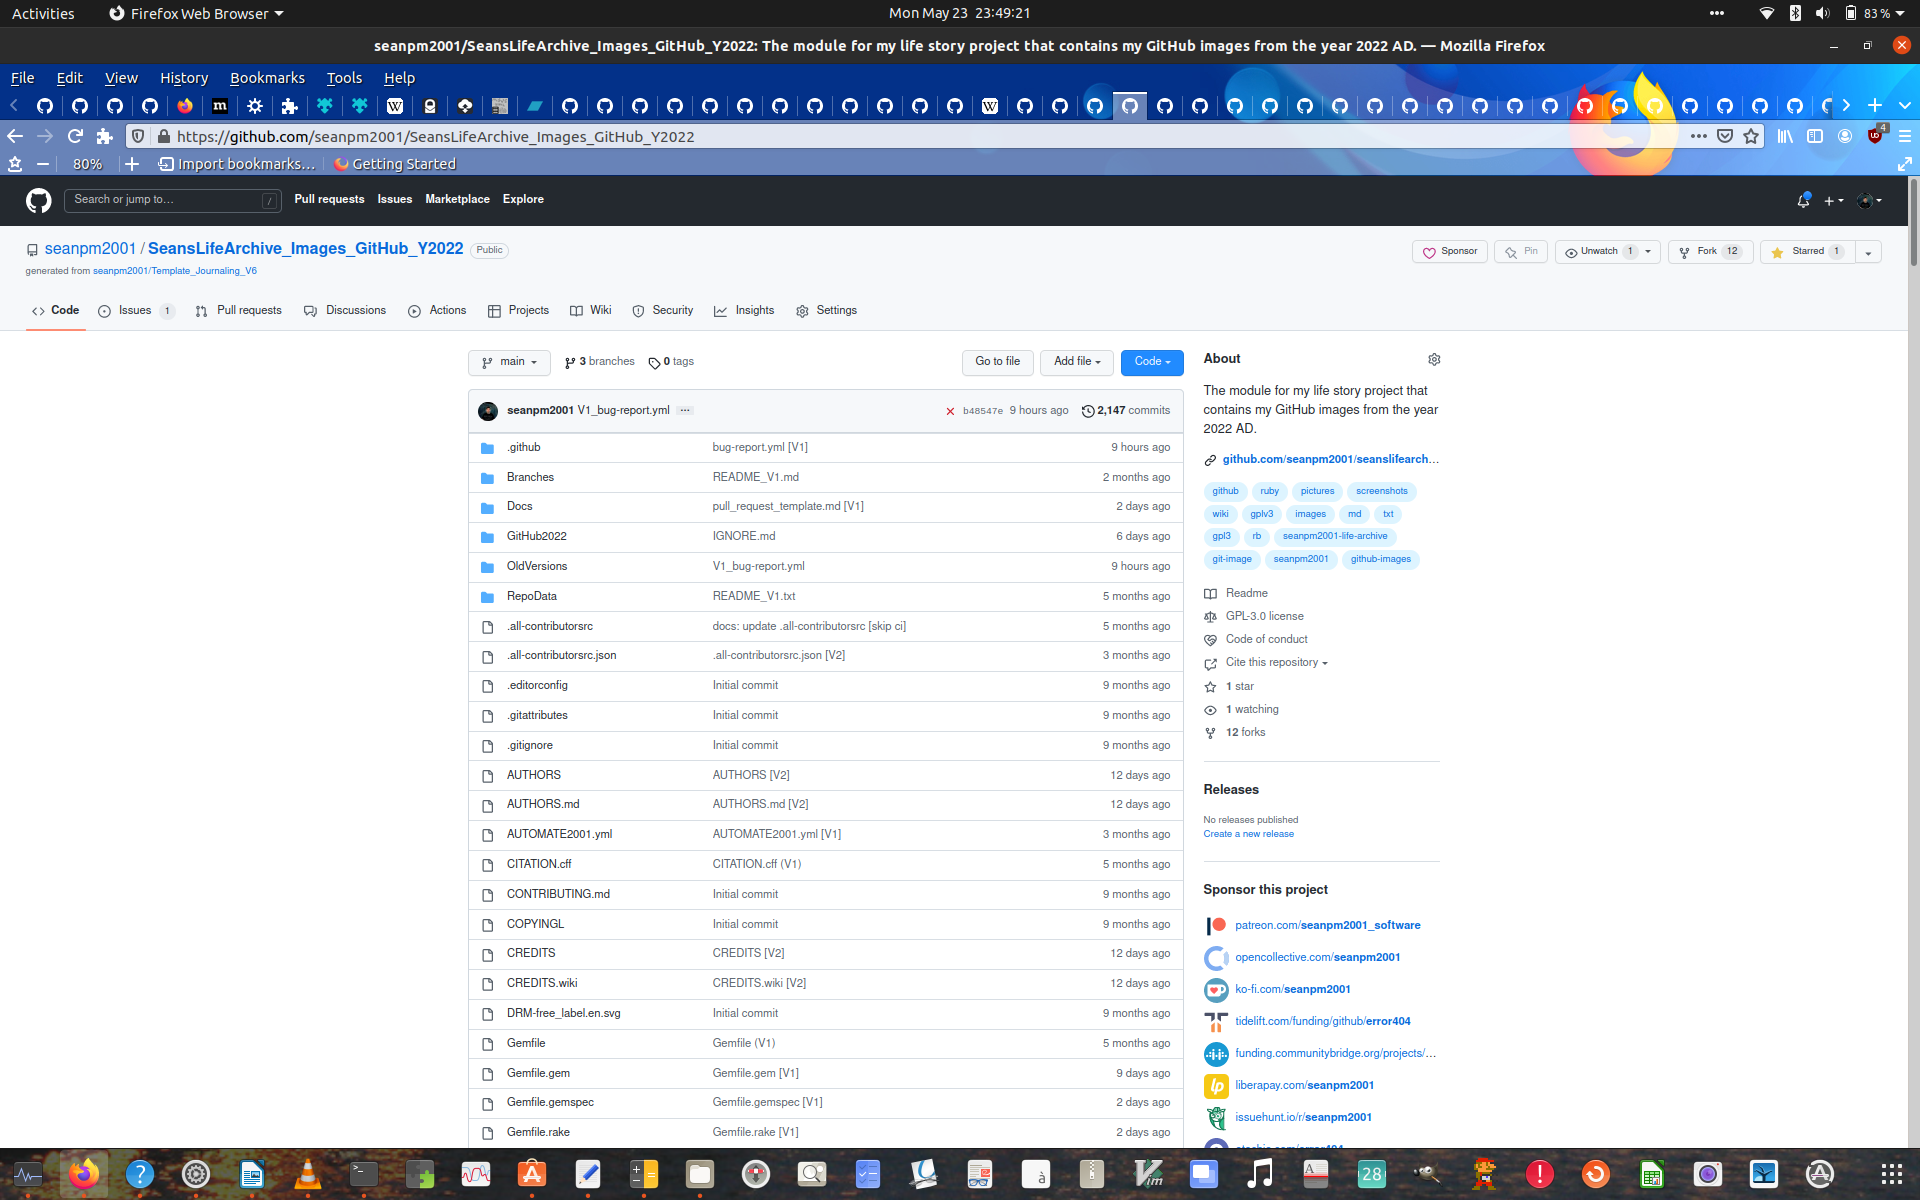 Activities Firefox Web Browser Mon May 23 23:49:21 83 %
seanpm2001/SeansLifeArchive_Images_GitHub_Y2022: The module for my life story project that contains my GitHub images from the year 2022 AD. — Mozilla Firefox
File Edit View History Bookmarks Tools Help
https://github.com/seanpm2001/SeansLifeArchive_Images_GitHub_Y2022 4
80% Import bookmarks... Getting Started
Search or jump to... / Pull requests Issues Marketplace Explore
seanpm2001 / SeansLifeArchive_Images_GitHub_Y2022 Public
Sponsor Pin Unwatch 1 Fork 12 Starred 1
generated from seanpm2001/Template_Journaling_V6
Code Issues 1 Pull requests Discussions Actions Projects Wiki Security Insights Settings
main 3 branches 0 tags Go to file Add file Code
seanpm2001 V1_bug-report.yml ... b48547e 9 hours ago 2,147 commits
.github bug-report.yml [V1] 9 hours ago
Branches README_V1.md 2 months ago
Docs pull_request_template.md [V1] 2 days ago
GitHub2022 IGNORE.md 6 days ago
OldVersions V1_bug-report.yml 9 hours ago
RepoData README_V1.txt 5 months ago
.all-contributorsrc docs: update .all-contributorsrc [skip ci] 5 months ago
.all-contributorsrc.json .all-contributorsrc.json [V2] 3 months ago
.editorconfig Initial commit 9 months ago
.gitattributes Initial commit 9 months ago
.gitignore Initial commit 9 months ago
AUTHORS AUTHORS [V2] 12 days ago
AUTHORS.md AUTHORS.md [V2] 12 days ago
AUTOMATE2001.yml AUTOMATE2001.yml [V1] 3 months ago
CITATION.cff CITATION.cff (V1) 5 months ago
CONTRIBUTING.md Initial commit 9 months ago
COPYINGL Initial commit 9 months ago
CREDITS CREDITS [V2] 12 days ago
CREDITS.wiki CREDITS.wiki [V2] 12 days ago
DRM-free_label.en.svg Initial commit 9 months ago
Gemfile Gemfile (V1) 5 months ago
Gemfile.gem Gemfile.gem [V1] 9 days ago
Gemfile.gemspec Gemfile.gemspec [V1] 2 days ago
Gemfile.rake Gemfile.rake [V1] 2 days ago
About
The module for my life story project that
contains my GitHub images from the year
2022 AD.
github.com/seanpm2001/seanslifearch...
github ruby pictures screenshots
wiki gplv3 images md txt
gpl3 rb seanpm2001-life-archive
git-image seanpm2001 github-images
Readme
GPL-3.0 license
Code of conduct
Cite this repository
1 star
1 watching
12 forks
Releases
No releases published
Create a new release
Sponsor this project
patreon.com/seanpm2001_software
opencollective.com/seanpm2001
ko-fi.com/seanpm2001
tidelift.com/funding/github/error404
funding.communitybridge.org/projects/...
liberapay.com/seanpm2001
issuehunt.io/r/seanpm2001
28